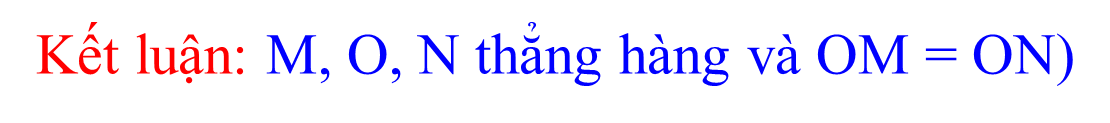 Kết luận: M, O, N thẳng hàng và OM = ON)